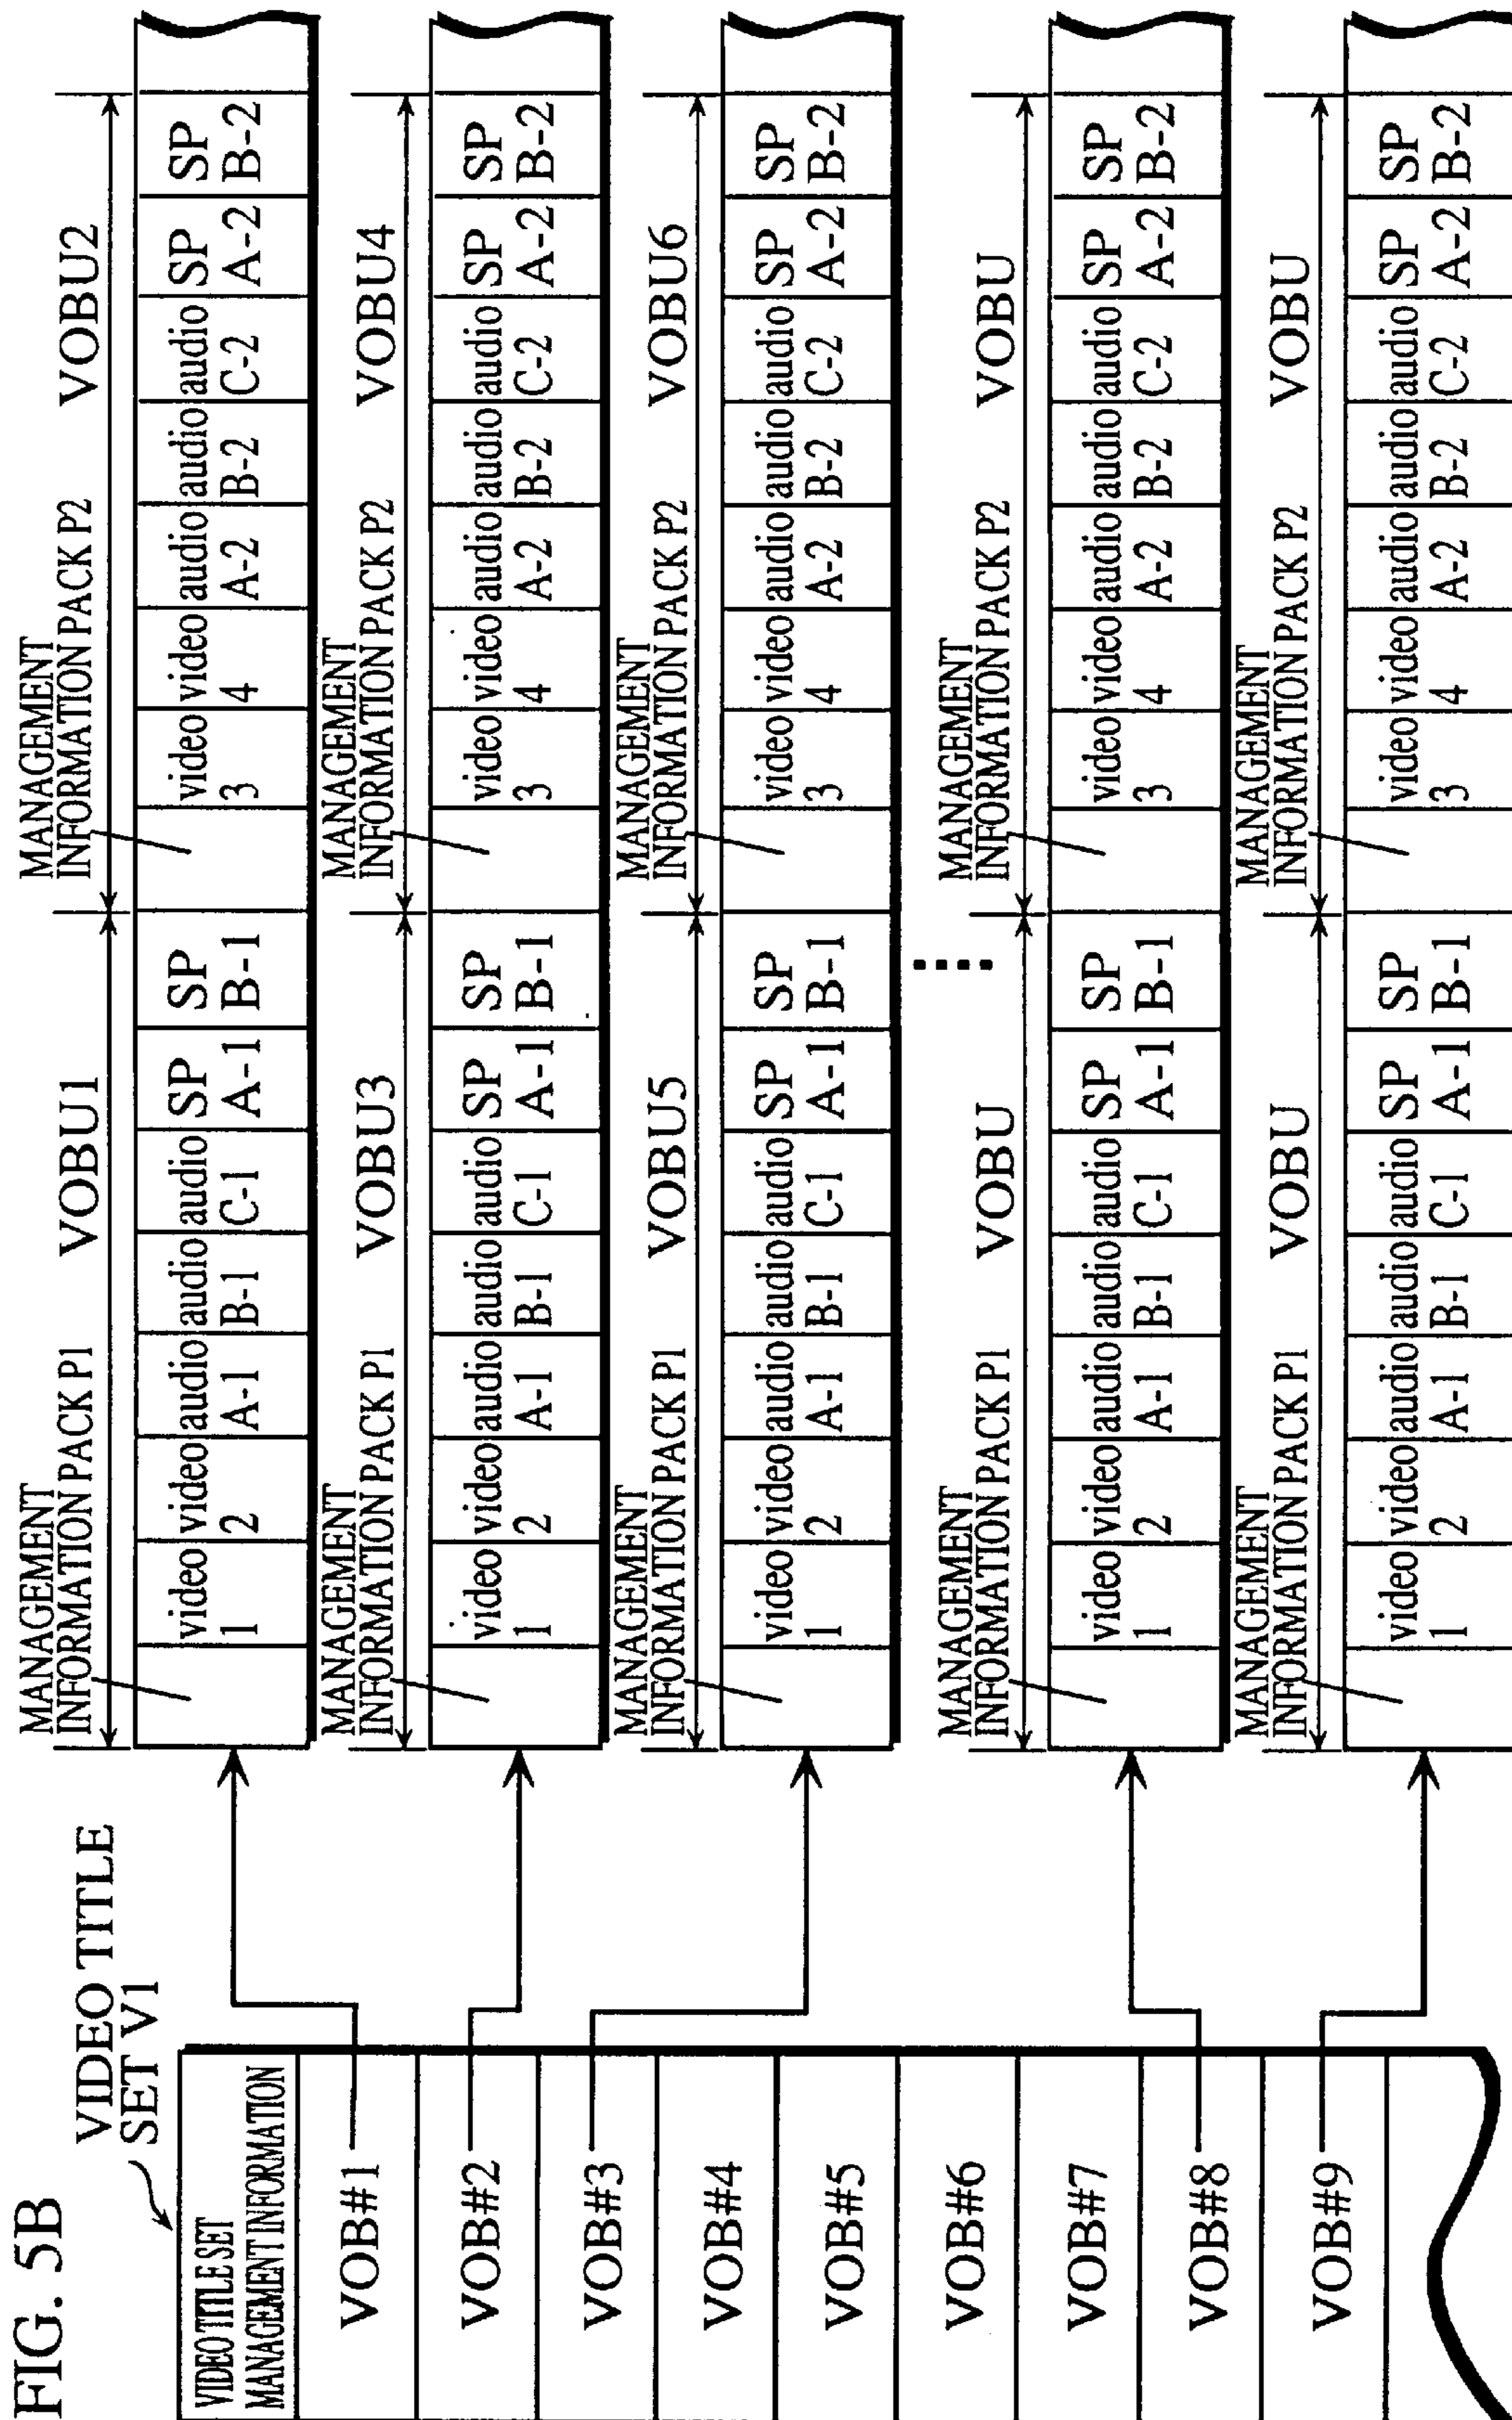 FIG. 5B
VIDEO TITLE
SET V1
VIDEO TITLE SET
MANAGEMENT INFORMATION
VOB#1
VOB#2
VOB#3
VOB#4
VOB#5
VOB#6
VOB#7
VOB#8
VOB#9
MANAGEMENT
INFORMATION PACK P1
VOBU1
MANAGEMENT
INFORMATION PACK P2
VOBU2
video video audio audio audio SP SP
1 2 A-1 B-1 C-1 A-1 B-1
video video audio audio audio SP SP
3 4 A-2 B-2 C-2 A-2 B-2
MANAGEMENT
INFORMATION PACK P1
VOBU3
MANAGEMENT
INFORMATION PACK P2
VOBU4
video video audio audio audio SP SP
1 2 A-1 B-1 C-1 A-1 B-1
video video audio audio audio SP SP
3 4 A-2 B-2 C-2 A-2 B-2
MANAGEMENT
INFORMATION PACK P1
VOBU5
MANAGEMENT
INFORMATION PACK P2
VOBU6
video video audio audio audio SP SP
1 2 A-1 B-1 C-1 A-1 B-1
video video audio audio audio SP SP
3 4 A-2 B-2 C-2 A-2 B-2
MANAGEMENT
INFORMATION PACK P1
VOBU
MANAGEMENT
INFORMATION PACK P2
VOBU
video video audio audio audio SP SP
1 2 A-1 B-1 C-1 A-1 B-1
video video audio audio audio SP SP
3 4 A-2 B-2 C-2 A-2 B-2
MANAGEMENT
INFORMATION PACK P1
VOBU
MANAGEMENT
INFORMATION PACK P2
VOBU
video video audio audio audio SP SP
1 2 A-1 B-1 C-1 A-1 B-1
video video audio audio audio SP SP
3 4 A-2 B-2 C-2 A-2 B-2